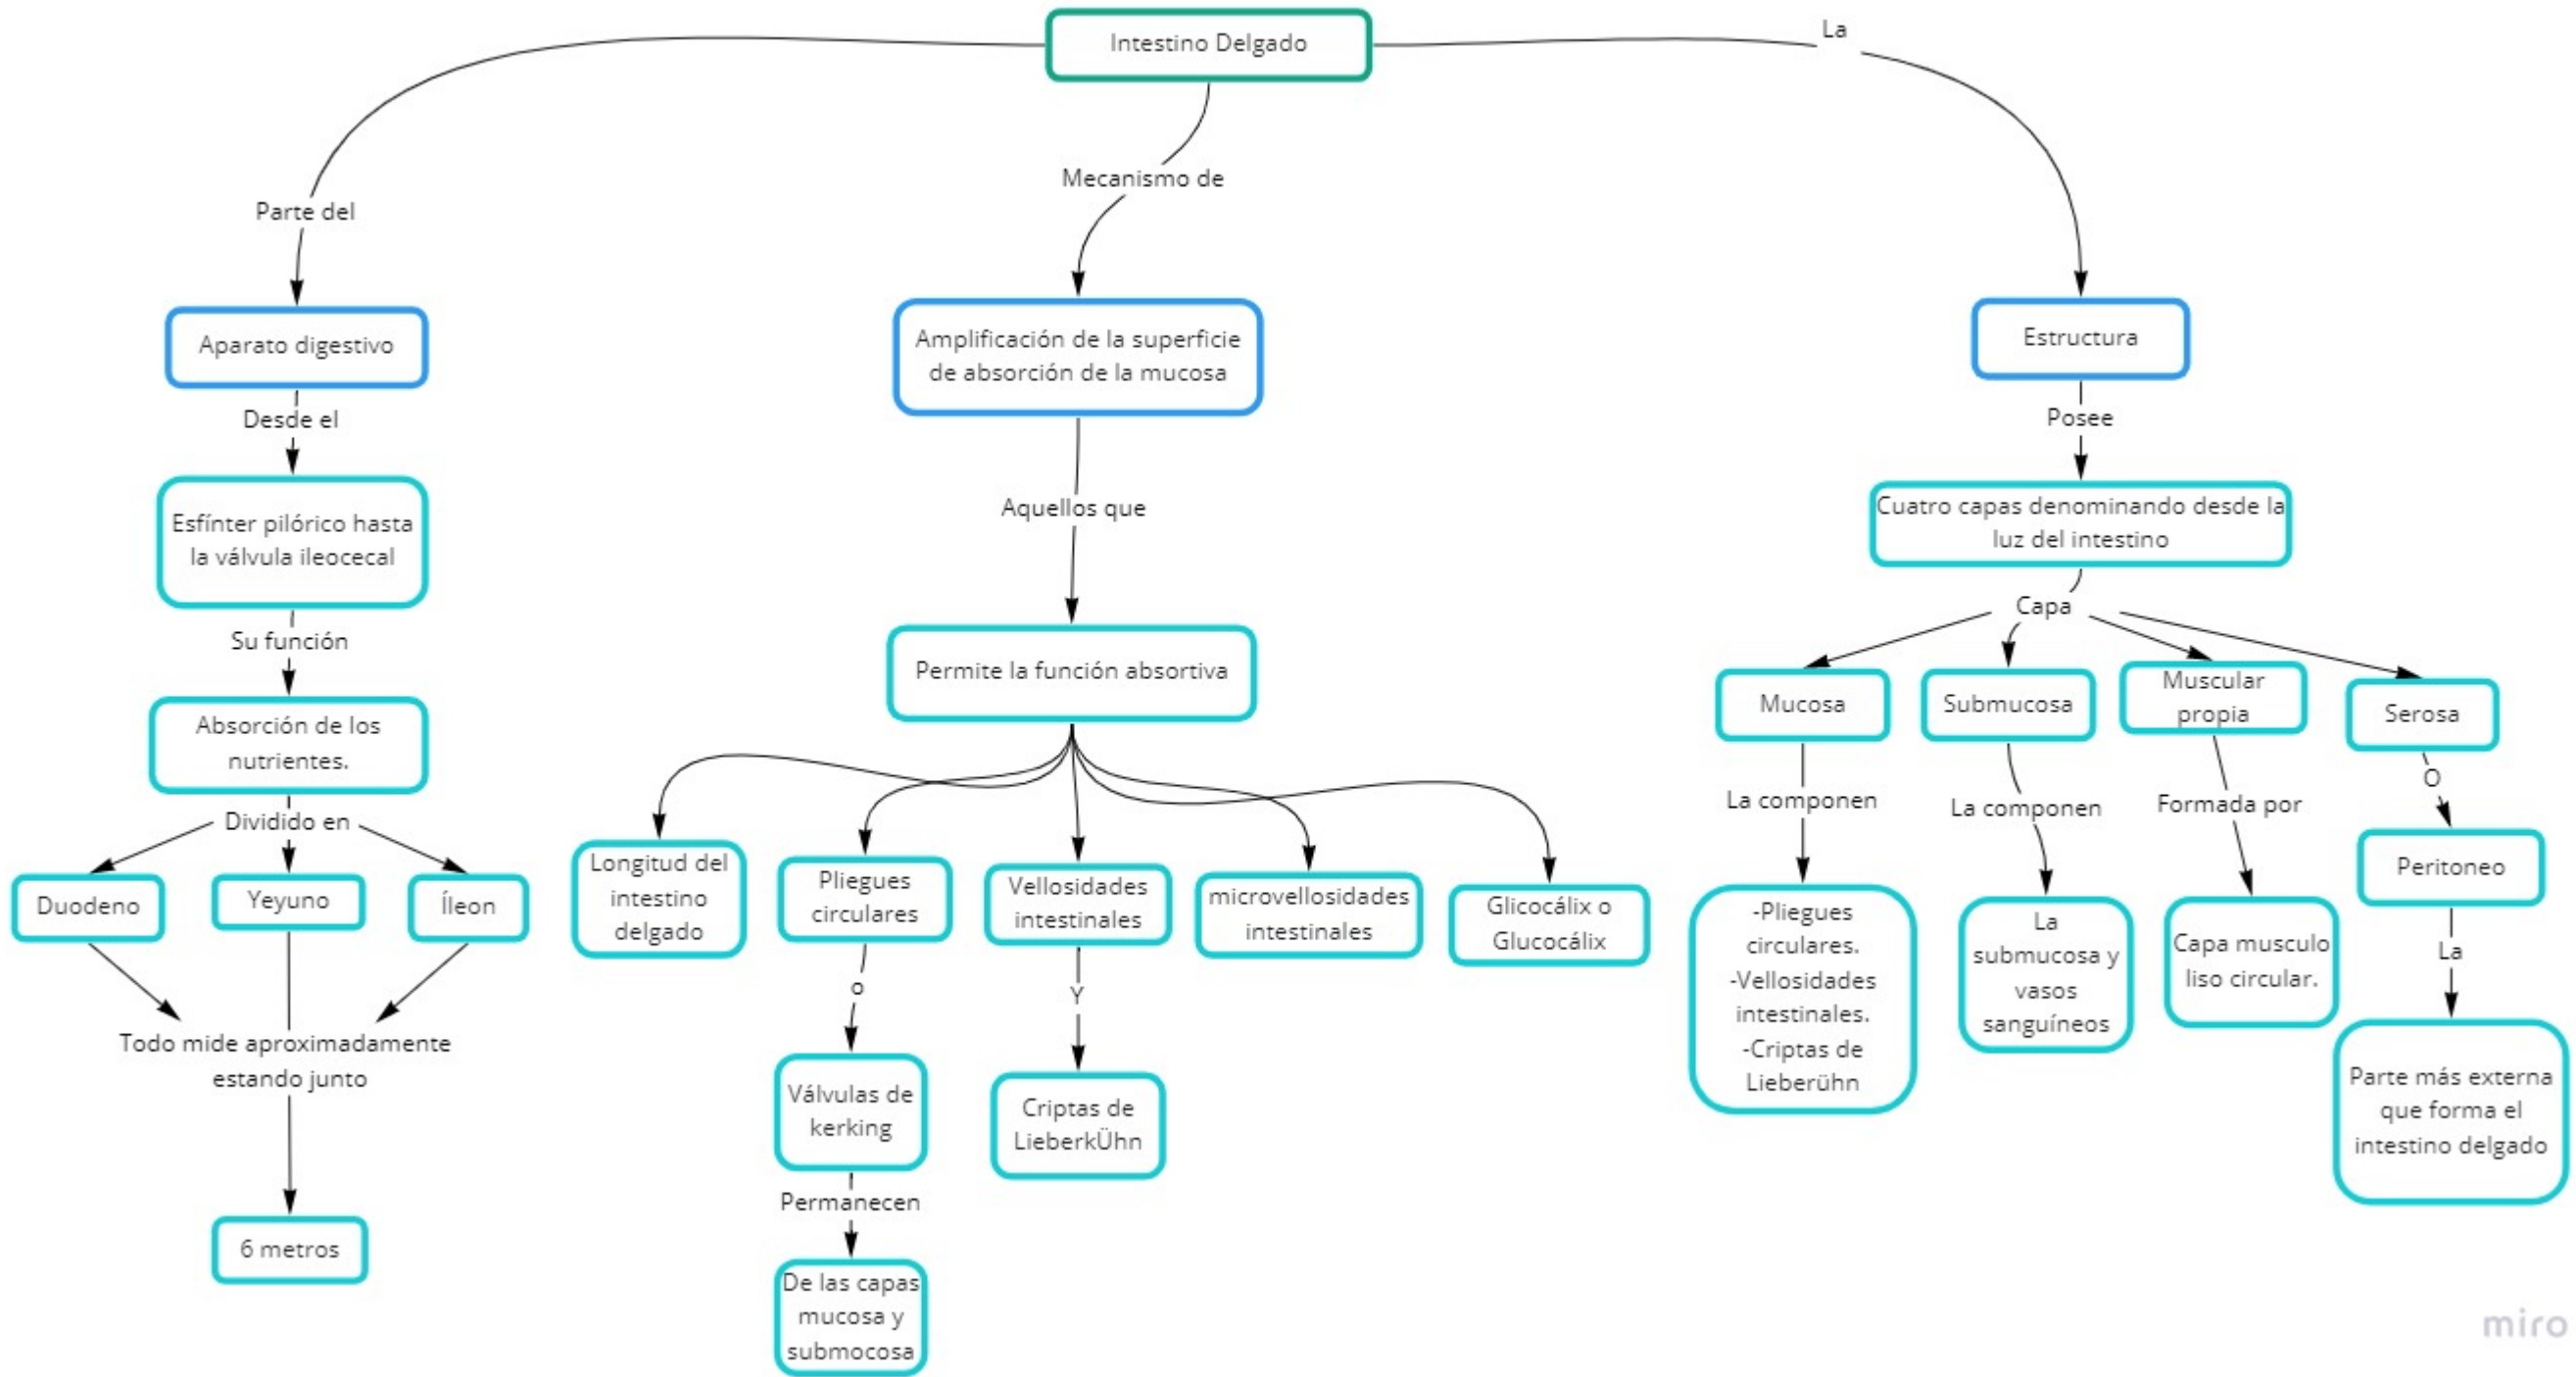 Intestino Delgado
La
Mecanismo de
Parte del
Aparato digestivo
Desde el
Esfínter pilórico hasta
la válvula ileocecal
Su función
Absorción de los
nutrientes.
Dividido en
Duodeno
Yeyuno
Íleon
Todo mide aproximadamente
estando junto
6 metros
Amplificación de la superficie
de absorción de la mucosa
Aquellos que
Permite la función absortiva
Longitud del
intestino
delgado
Pliegues
circulares
o
Válvulas de
kerking
Permanecen
De las capas
mucosa y
submocosa
Vellosidades
intestinales
Y
Criptas de
LieberkÜhn
microvellosidades
intestinales
Glicocálix o
Glucocálix
Estructura
Posee
Cuatro capas denominando desde la
luz del intestino
Capa
Mucosa
La componen
-Pliegues
circulares.
-Vellosidades
intestinales.
-Criptas de
Lieberühn
Submucosa
La componen
La
submucosa y
vasos
sanguíneos
Muscular
propia
Formada por
Capa musculo
liso circular.
Serosa
O
Peritoneo
La
Parte más externa
que forma el
intestino delgado
miro